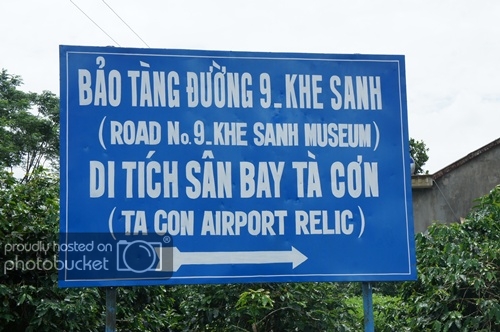 BẢO TÀNG ĐƯỜNG 9_KHE SANH
(ROAD No.9_KHE SANH MUSEUM)
DI TÍCH SÂN BAY TÀ CƠN
(TA CON AIRPORT RELIC)
proudly hosted on
photobucket